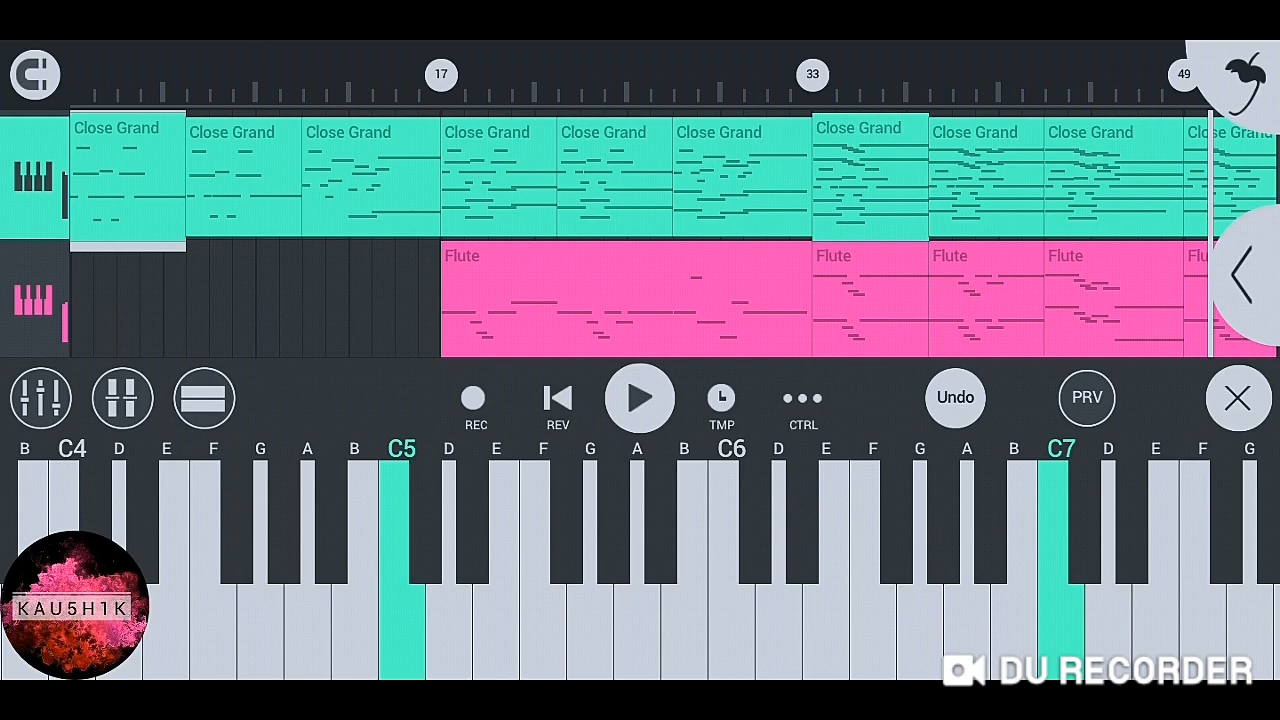 17
33
49
Close Grand
Close Grand
Close Grand
Close Grand
Close Grand
Close Grand
Close Grand
Close Grand
Close Grand
Close Grand
Flute
Flute
Flute
Flute
Flu
REC
REV
TMP
CTRL
Undo
PRV
B C4 D E F G A B C5 D E F G A B C6 D E F G A B C7 D E F G
KAU5H1K
DU RECORDER